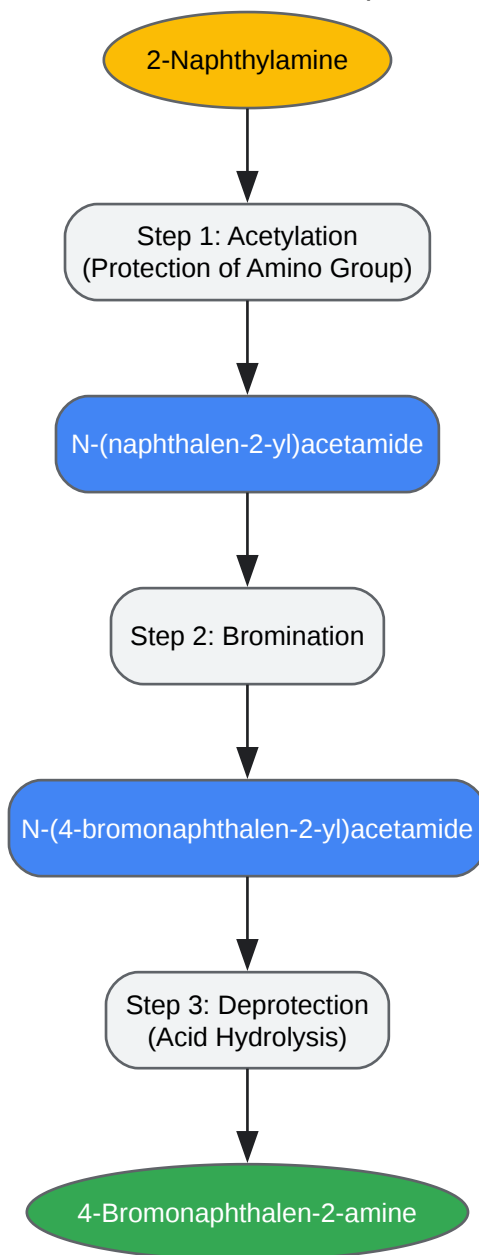 2-Naphthylamine
Step 1: Acetylation
(Protection of Amino Group)
N-(naphthalen-2-yl)acetamide
Step 2: Bromination
N-(4-bromonaphthalen-2-yl)acetamide
Step 3: Deprotection
(Acid Hydrolysis)
4-Bromonaphthalen-2-amine